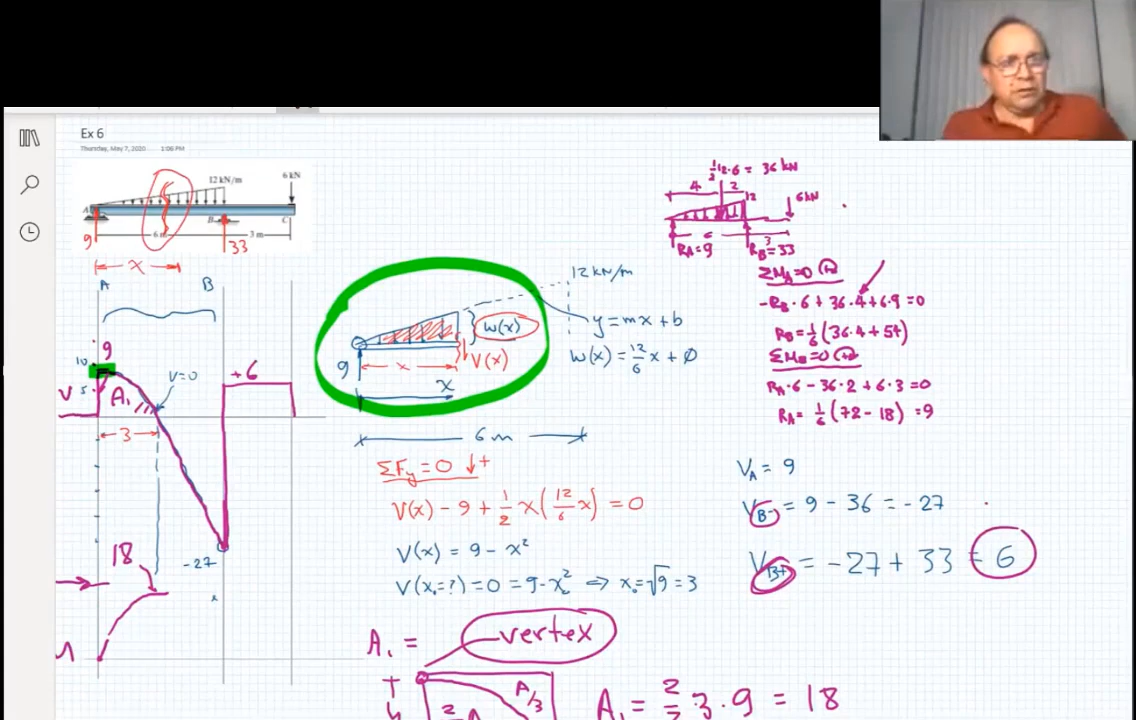 Ex 6
Thursday, May 7, 2020 1:06 PM
12 kN/m
6 kN
A
B
C
6 m
3 m
9
33
x
A
B
9
10
5
V
V=0
A₁
3
+6
-27
18
M
12 kN/m
w(x)
V(x)
9
x
x
y=mx+b
w(x)=12/6 x+0
6 m
ΣFy=0 ↓+
V(x)-9+1/2 x(12/6 x)=0
V(x)=9-x²
V(x₀=?)=0=9-x₀² ⇒ x₀=√9=3
A₁=
vertex
A/3
A₁=2/3 3·9=18
1/2 12·6=36 kN
4
2
12
6kN
6
3
RA=9
RB=33
ΣMA=0
-RB·6+36·4+6·9=0
RB=1/6(36·4+54)
ΣMB=0
RA·6-36·2+6·3=0
RA=1/6(72-18)=9
VA=9
VB-=9-36=-27
VB+=-27+33=6